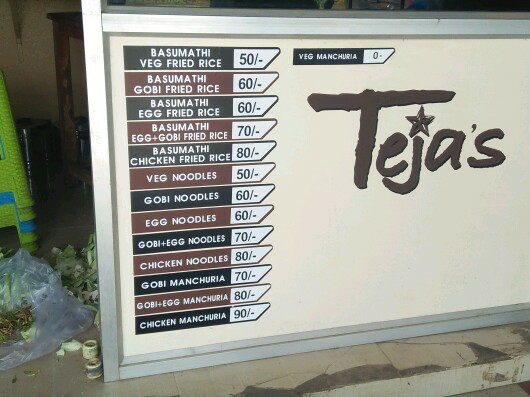 BASUMATHI
VEG FRIED RICE 50/-
BASUMATHI
GOBI FRIED RICE 60/-
BASUMATHI
EGG FRIED RICE 60/-
BASUMATHI
EGG+GOBI FRIED RICE 70/-
BASUMATHI
CHICKEN FRIED RICE 80/-
VEG NOODLES 50/-
GOBI NOODLES 60/-
EGG NOODLES 60/-
GOBI+EGG NOODLES 70/-
CHICKEN NOODLES 80/-
GOBI MANCHURIA 70/-
GOBI+EGG MANCHURIA 80/-
CHICKEN MANCHURIA 90/-
VEG MANCHURIA 0-
Teja's